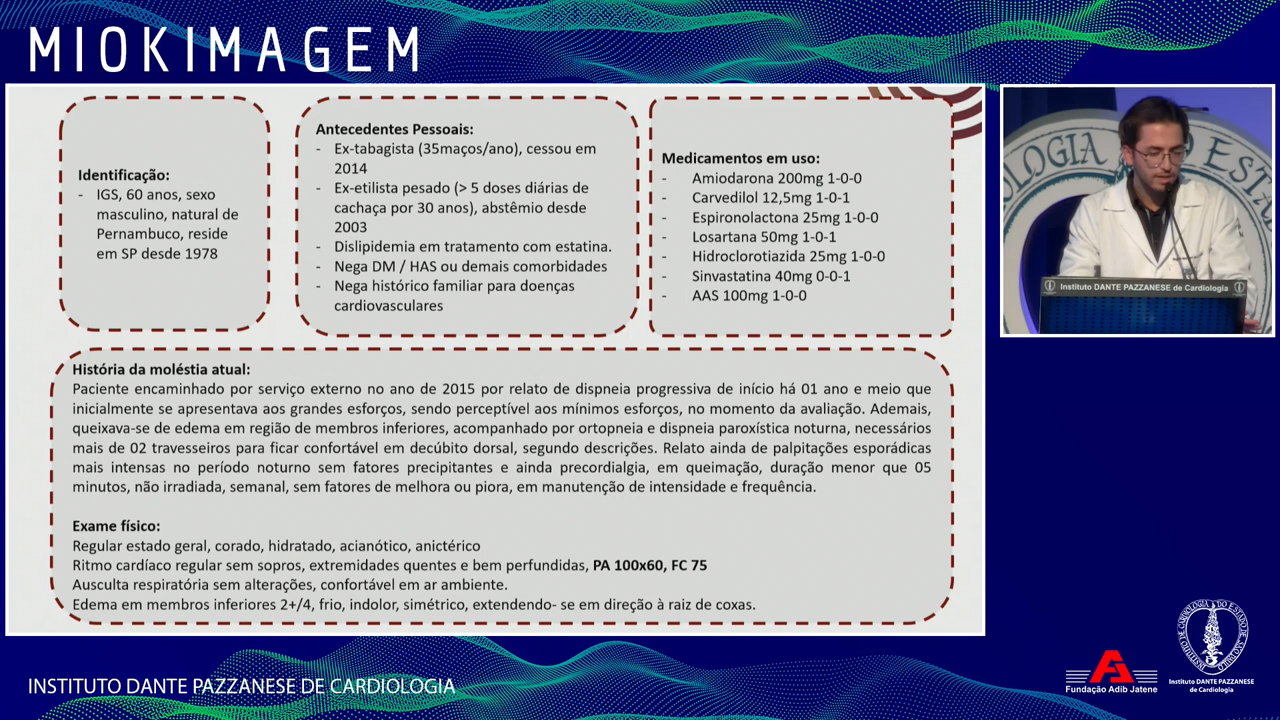 MIOKIMAGEM
Identificação:
- IGS, 60 anos, sexo
masculino, natural de
Pernambuco, reside
em SP desde 1978
Antecedentes Pessoais:
- Ex-tabagista (35maços/ano), cessou em
2014
- Ex-etilista pesado (> 5 doses diárias de
cachaça por 30 anos), abstêmio desde
2003
- Dislipidemia em tratamento com estatina.
- Nega DM / HAS ou demais comorbidades
- Nega histórico familiar para doenças
cardiovasculares
Medicamentos em uso:
- Amiodarona 200mg 1-0-0
- Carvedilol 12,5mg 1-0-1
- Espironolactona 25mg 1-0-0
- Losartana 50mg 1-0-1
- Hidroclorotiazida 25mg 1-0-0
- Sinvastatina 40mg 0-0-1
- AAS 100mg 1-0-0
História da moléstia atual:
Paciente encaminhado por serviço externo no ano de 2015 por relato de dispneia progressiva de início há 01 ano e meio que
inicialmente se apresentava aos grandes esforços, sendo perceptível aos mínimos esforços, no momento da avaliação. Ademais,
queixava-se de edema em região de membros inferiores, acompanhado por ortopneia e dispneia paroxística noturna, necessários
mais de 02 travesseiros para ficar confortável em decúbito dorsal, segundo descrições. Relato ainda de palpitações esporádicas
mais intensas no período noturno sem fatores precipitantes e ainda precordialgia, em queimação, duração menor que 05
minutos, não irradiada, semanal, sem fatores de melhora ou piora, em manutenção de intensidade e frequência.
Exame físico:
Regular estado geral, corado, hidratado, acianótico, anictérico
Ritmo cardíaco regular sem sopros, extremidades quentes e bem perfundidas, PA 100x60, FC 75
Ausculta respiratória sem alterações, confortável em ar ambiente.
Edema em membros inferiores 2+/4, frio, indolor, simétrico, extendendo- se em direção à raiz de coxas.
Instituto DANTE PAZZANESE de Cardiologia
INSTITUTO DANTE PAZZANESE DE CARDIOLOGIA
Fundação Adib Jatene
INSTITUTO DE CARDIOLOGIA DO ESTADO DE SÃO PAULO
Instituto DANTE PAZZANESE
de Cardiologia